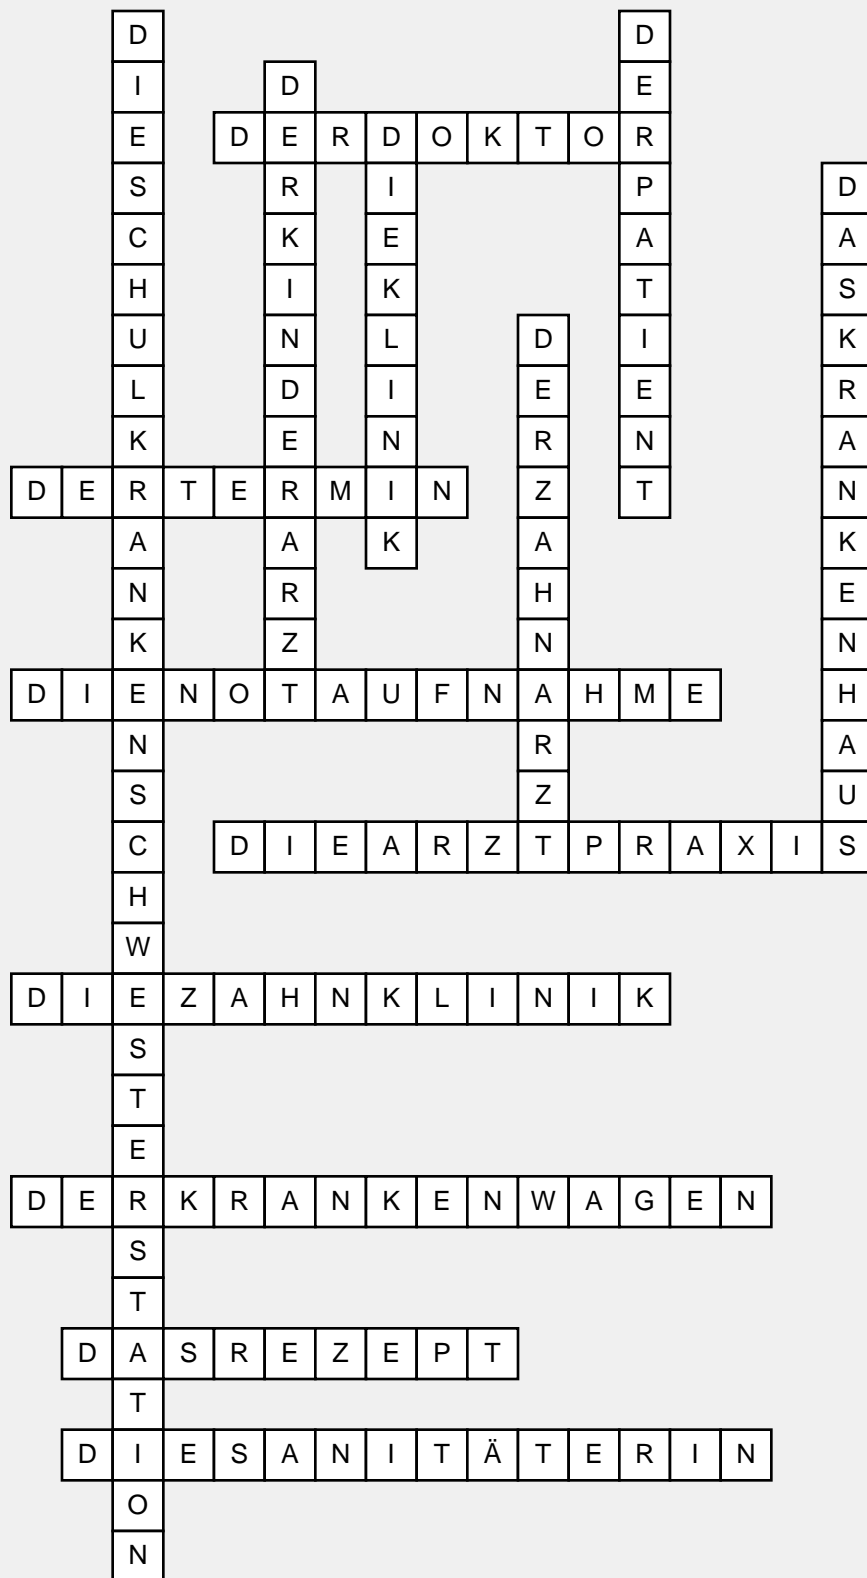 DIESCHULKRANKENSCHWESTERSTATION
DERPATIENT
DERKINDERARZT
DERDOKTOR
DIEKLINIK
DASKRANKENHAUS
DERZAHNARZT
DERTERMIN
DIENOTAUFNAHME
DIEARZTPRAXIS
DIEZAHNKLINIK
DERKRANKENWAGEN
DASREZEPT
DIESANITÄTERIN